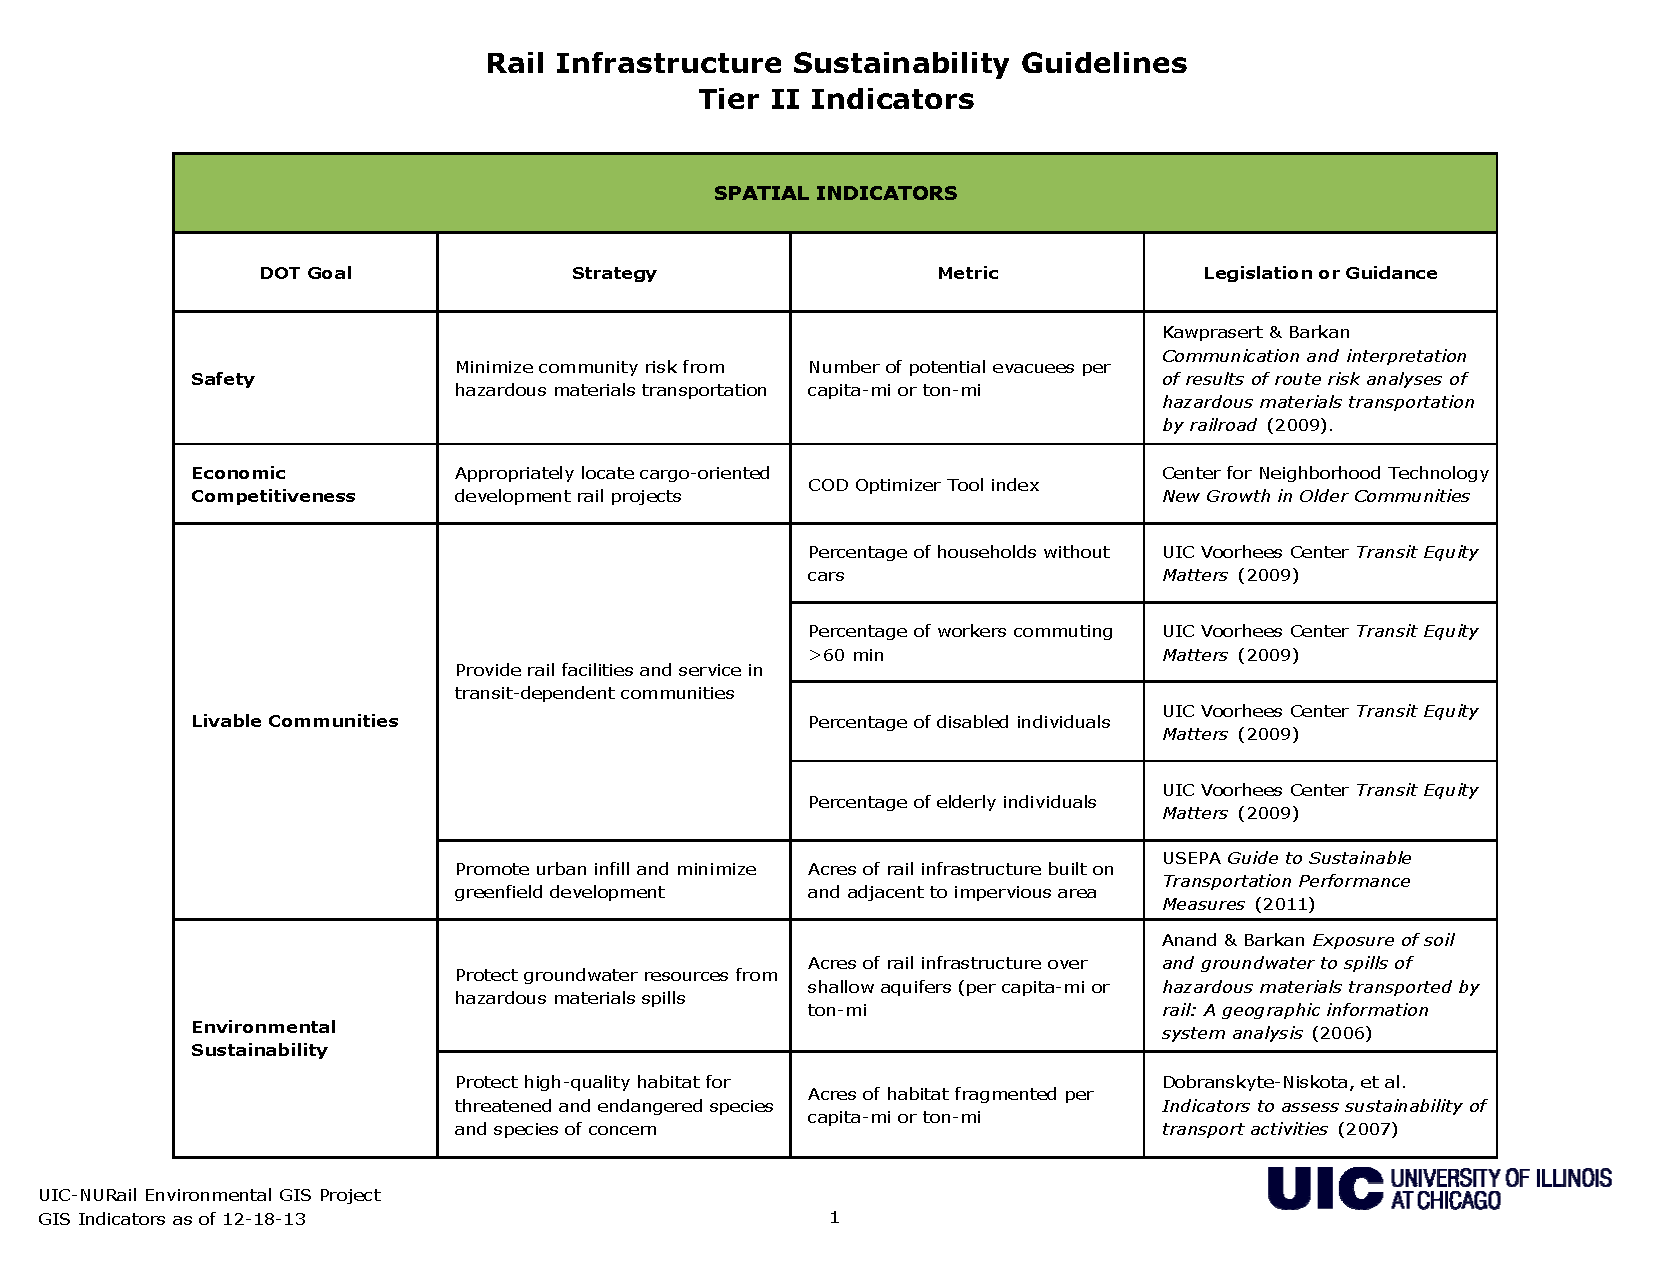 Rail Infrastructure Sustainability Guidelines
Tier II Indicators
SPATIAL INDICATORS
DOT Goal
Strategy
Metric
Legislation or Guidance
Safety
Minimize community risk from
hazardous materials transportation
Number of potential evacuees per
capita-mi or ton-mi
Kawprasert & Barkan
Communication and interpretation
of results of route risk analyses of
hazardous materials transportation
by railroad (2009).
Economic
Competitiveness
Appropriately locate cargo-oriented
development rail projects
COD Optimizer Tool index
Center for Neighborhood Technology
New Growth in Older Communities
Livable Communities
Provide rail facilities and service in
transit-dependent communities
Percentage of households without
cars
UIC Voorhees Center Transit Equity
Matters (2009)
Percentage of workers commuting
>60 min
UIC Voorhees Center Transit Equity
Matters (2009)
Percentage of disabled individuals
UIC Voorhees Center Transit Equity
Matters (2009)
Percentage of elderly individuals
UIC Voorhees Center Transit Equity
Matters (2009)
Promote urban infill and minimize
greenfield development
Acres of rail infrastructure built on
and adjacent to impervious area
USEPA Guide to Sustainable
Transportation Performance
Measures (2011)
Environmental
Sustainability
Protect groundwater resources from
hazardous materials spills
Acres of rail infrastructure over
shallow aquifers (per capita-mi or
ton-mi
Anand & Barkan Exposure of soil
and groundwater to spills of
hazardous materials transported by
rail: A geographic information
system analysis (2006)
Protect high-quality habitat for
threatened and endangered species
and species of concern
Acres of habitat fragmented per
capita-mi or ton-mi
Dobranskyte-Niskota, et al.
Indicators to assess sustainability of
transport activities (2007)
UIC-NURail Environmental GIS Project
GIS Indicators as of 12-18-13
1
UIC UNIVERSITY OF ILLINOIS
AT CHICAGO